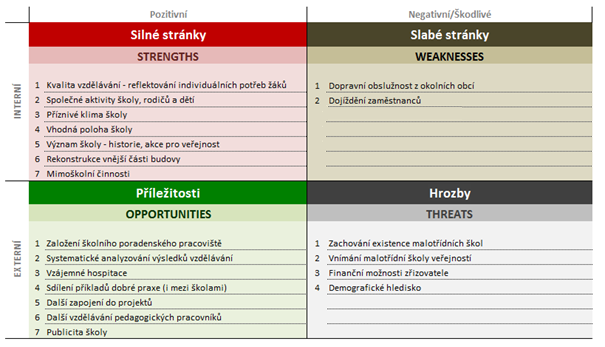 Pozitivní
Negativní/Škodlivé
INTERNÍ
Silné stránky
STRENGTHS
1 Kvalita vzdělávání - reflektování individuálních potřeb žáků
2 Společné aktivity školy, rodičů a dětí
3 Příznivé klima školy
4 Vhodná poloha školy
5 Význam školy - historie, akce pro veřejnost
6 Rekonstrukce vnější části budovy
7 Mimoškolní činnosti
Slabé stránky
WEAKNESSES
1 Dopravní obslužnost z okolních obcí
2 Dojíždění zaměstnanců
EXTERNÍ
Příležitosti
OPPORTUNITIES
1 Založení školního poradenského pracoviště
2 Systematické analyzování výsledků vzdělávání
3 Vzájemné hospitace
4 Sdílení příkladů dobré praxe (i mezi školami)
5 Další zapojení do projektů
6 Další vzdělávání pedagogických pracovníků
7 Publicita školy
Hrozby
THREATS
1 Zachování existence malotřídních škol
2 Vnímání malotřídní školy veřejností
3 Finanční možnosti zřizovatele
4 Demografické hledisko